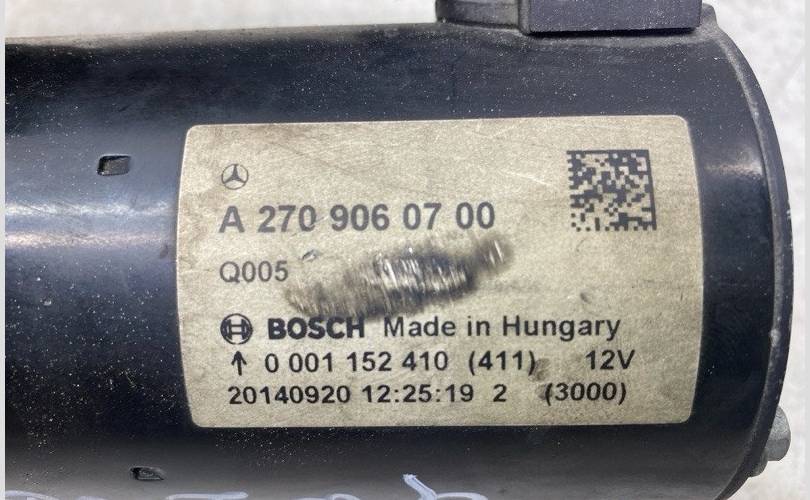 A 270 906 07 00
Q005
BOSCH Made in Hungary
↑ 0 001 152 410 (411) 12V
20140920 12:25:19 2 (3000)